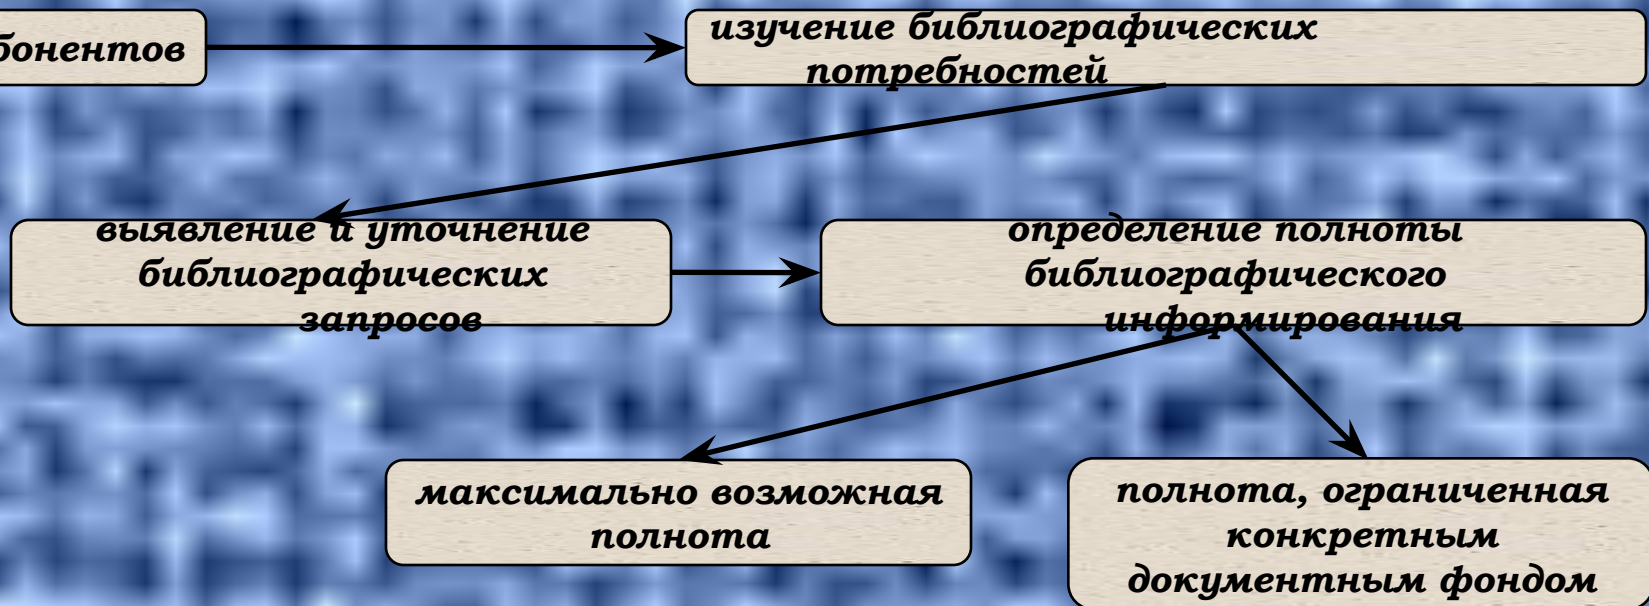 бонентов
изучение библиографических
потребностей
выявление и уточнение
библиографических
запросов
определение полноты
библиографического
информирования
максимально возможная
полнота
полнота, ограниченная
конкретным
документным фондом